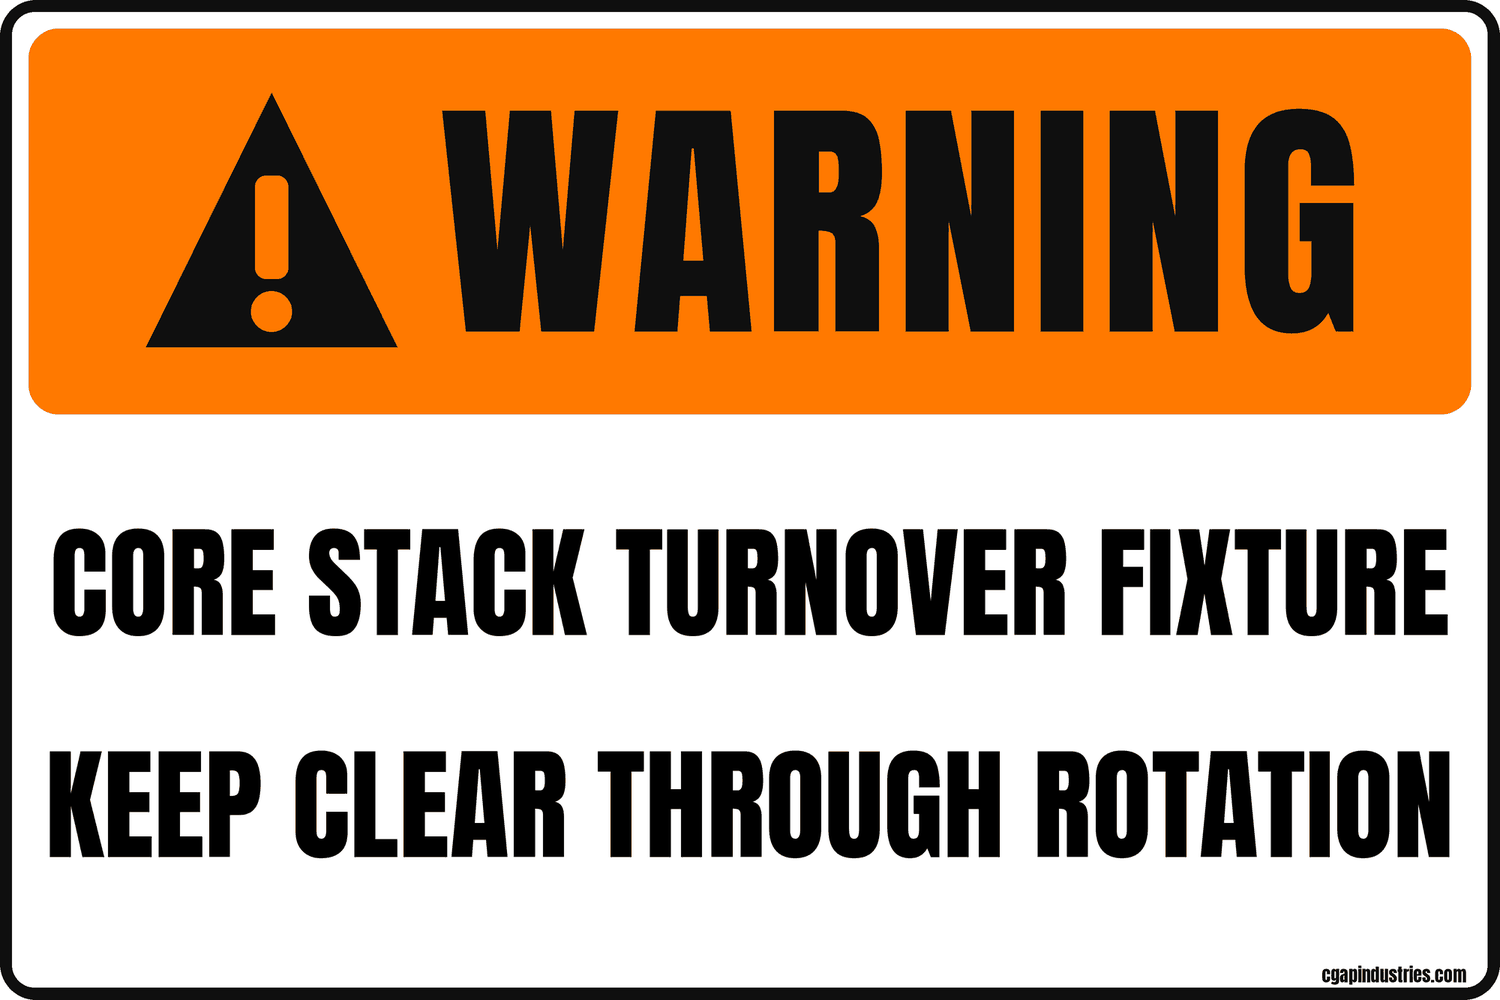 WARNING
CORE STACK TURNOVER FIXTURE
KEEP CLEAR THROUGH ROTATION
cgapindustries.com